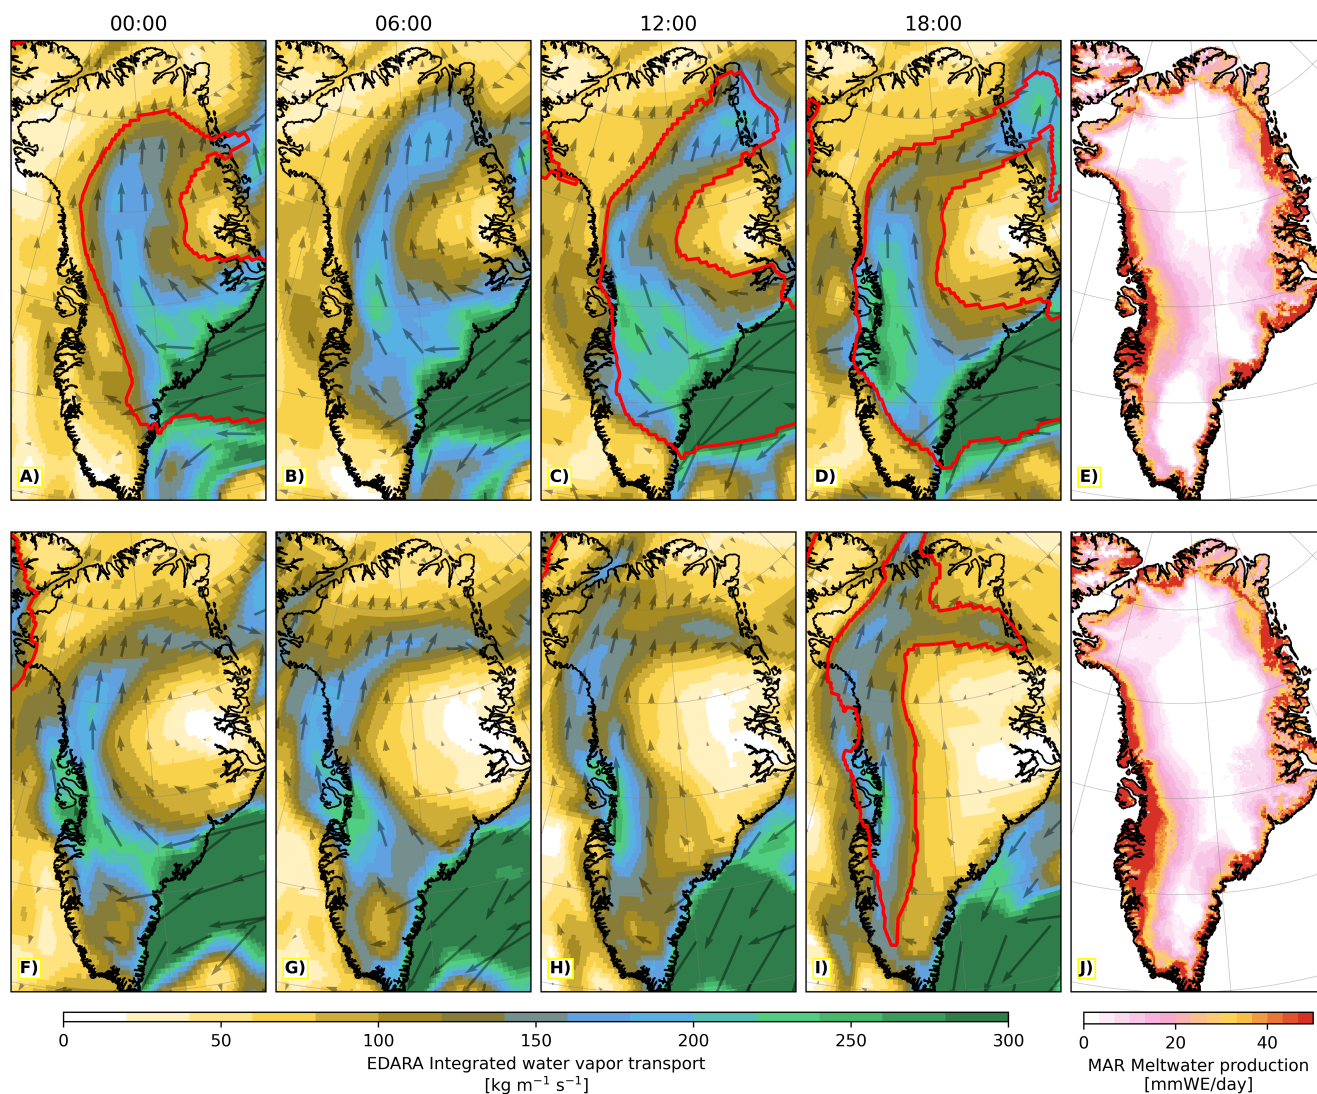 00:00 06:00 12:00 18:00
A) B) C) D) E)
F) G) H) I) J)
0 50 100 150 200 250 300 0 20 40
EDARA Integrated water vapor transport
[kg m⁻¹ s⁻¹]
MAR Meltwater production
[mmWE/day]